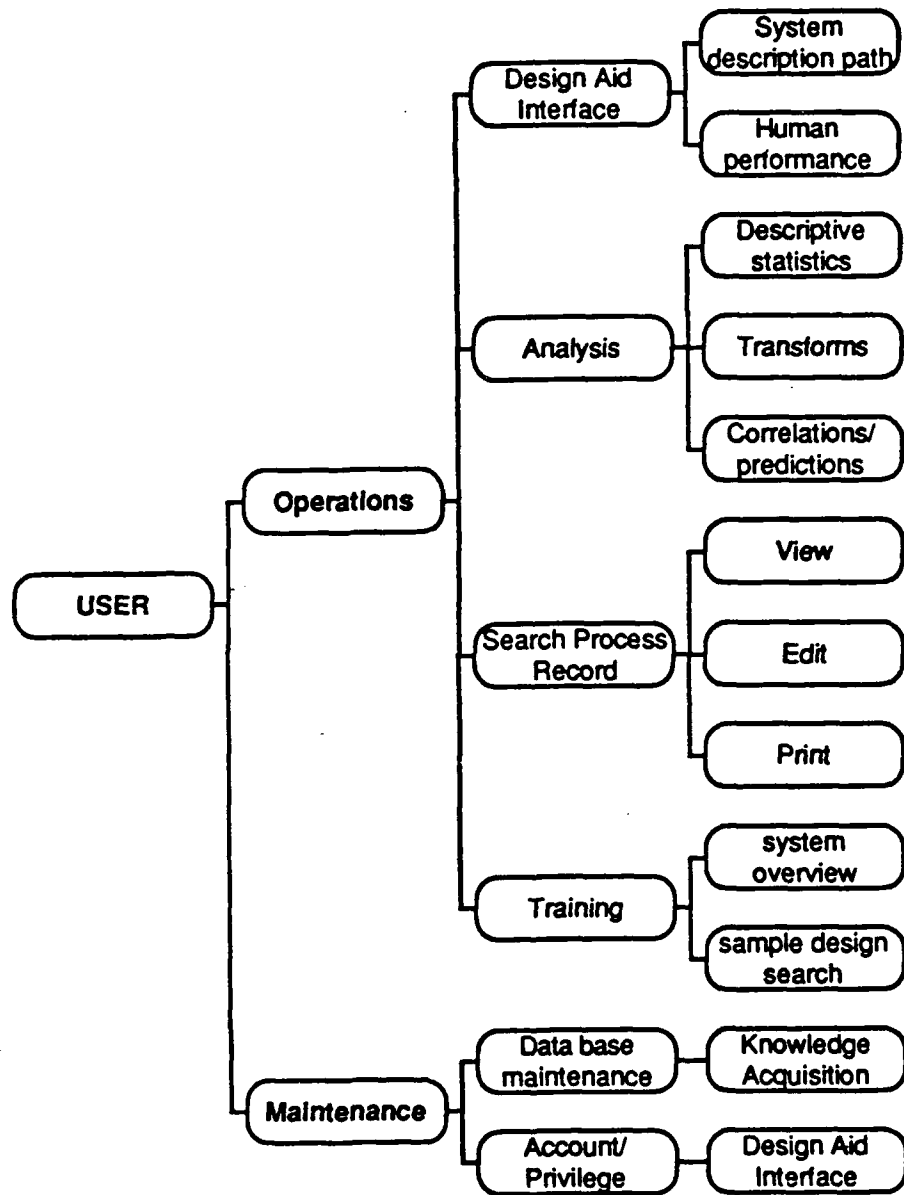 System
description path
Design Aid
Interface
Human
performance
Descriptive
statistics
Analysis
Transforms
Correlations/
predictions
Operations
View
USER
Search Process
Record
Edit
Print
system
overview
Training
sample design
search
Data base
maintenance
Knowledge
Acquisition
Maintenance
Account/
Privilege
Design Aid
Interface